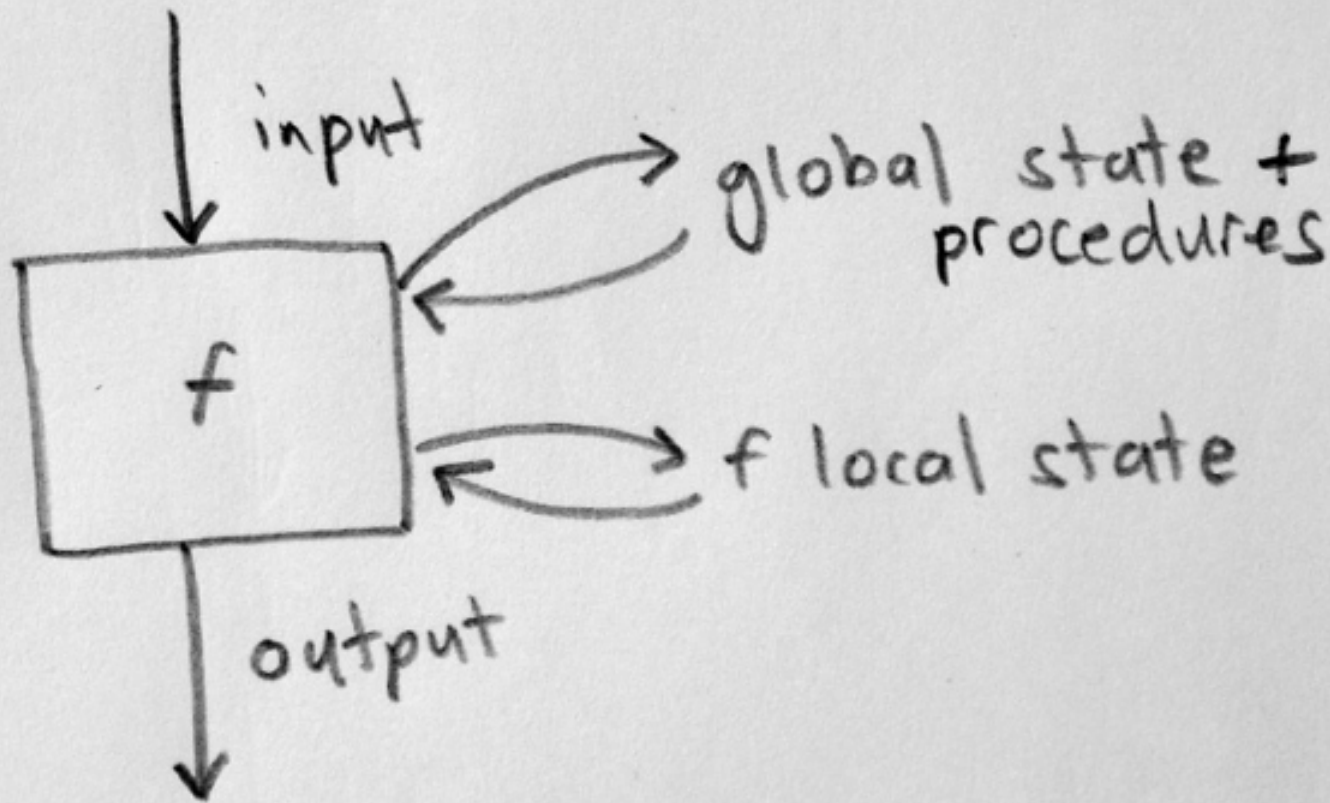 input
global state +
procedures
f
f local state
output